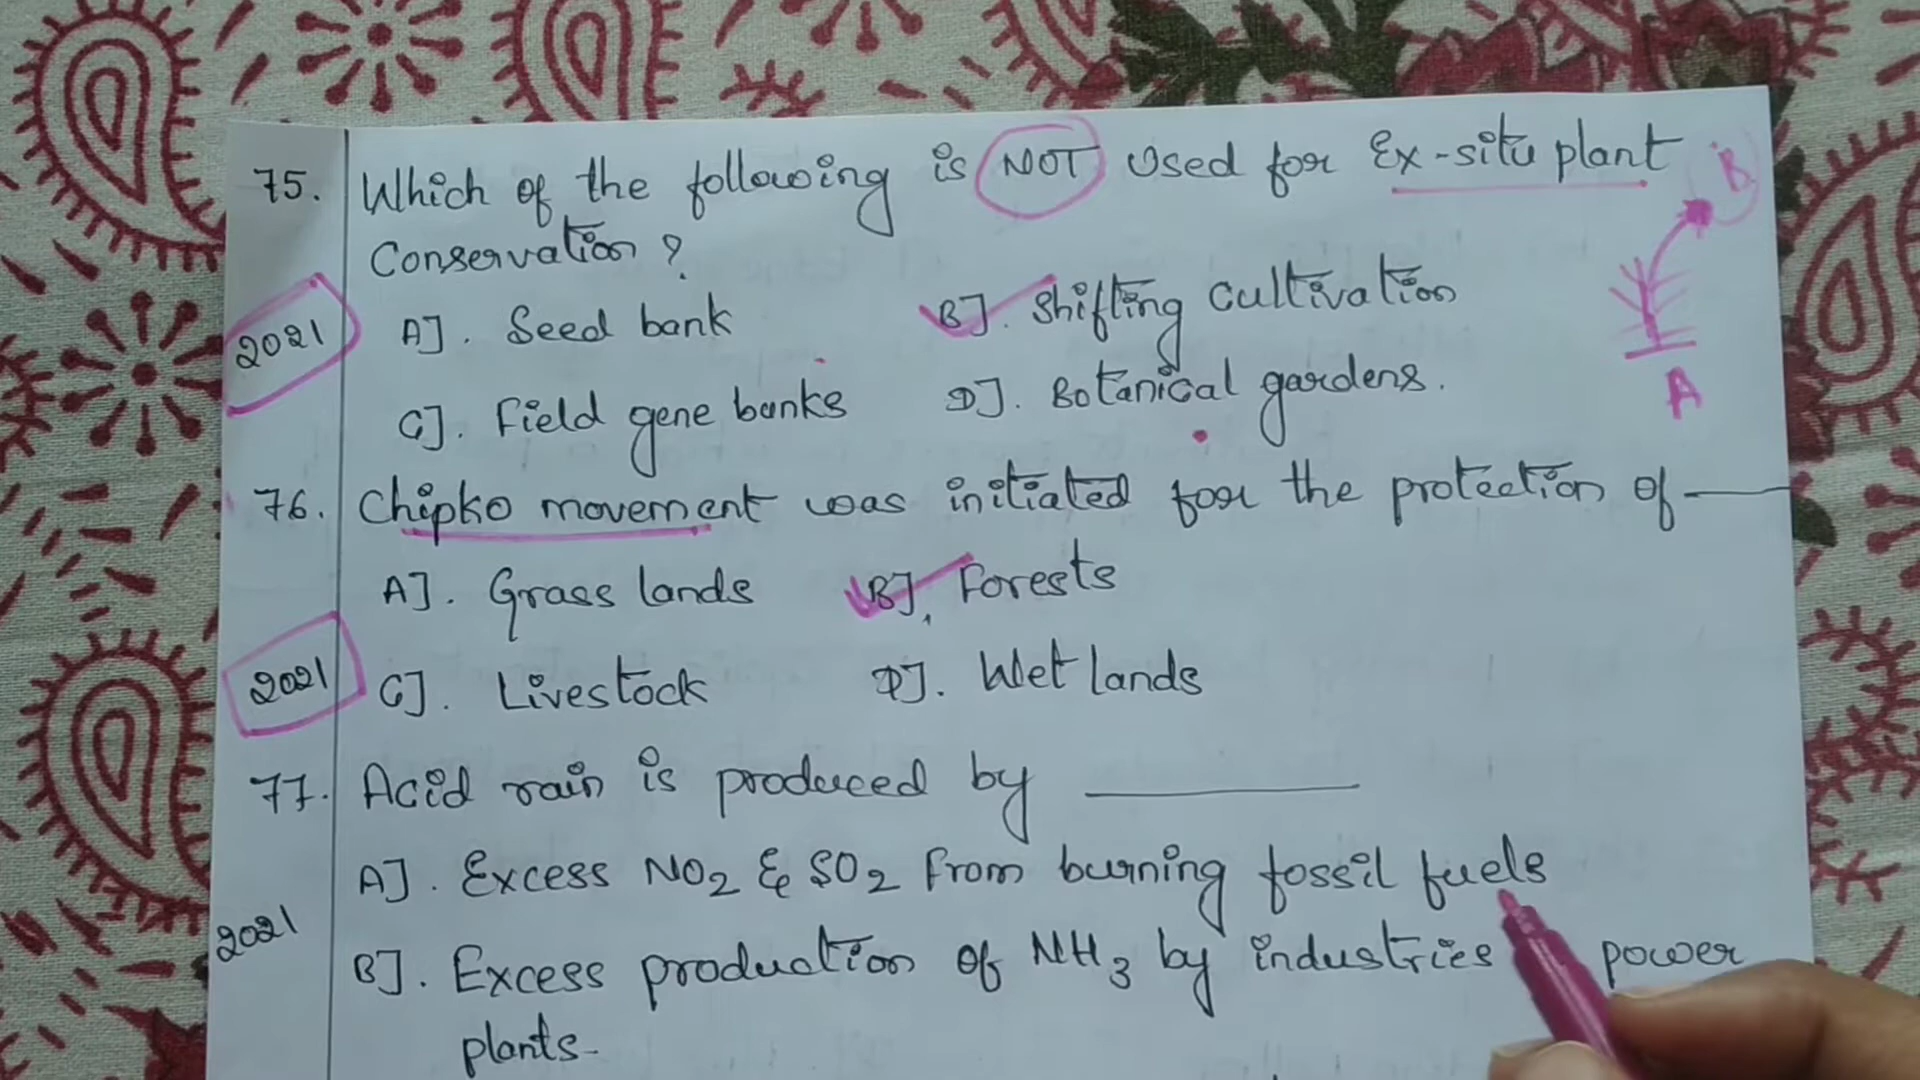 75. Which of the following is NOT used for Ex-situ plant
Conservation?
B
2021
A]. Seed bank B]. Shifting cultivation
C]. Field gene banks D]. Botanical gardens.
A
76. Chipko movement was initiated for the protection of ____
A]. Grass lands B]. Forests
2021
C]. Livestock D]. Wet lands
77. Acid rain is produced by ____
A]. Excess NO2 & SO2 from burning fossil fuels
2021
B]. Excess production of NH3 by industries power
plants.